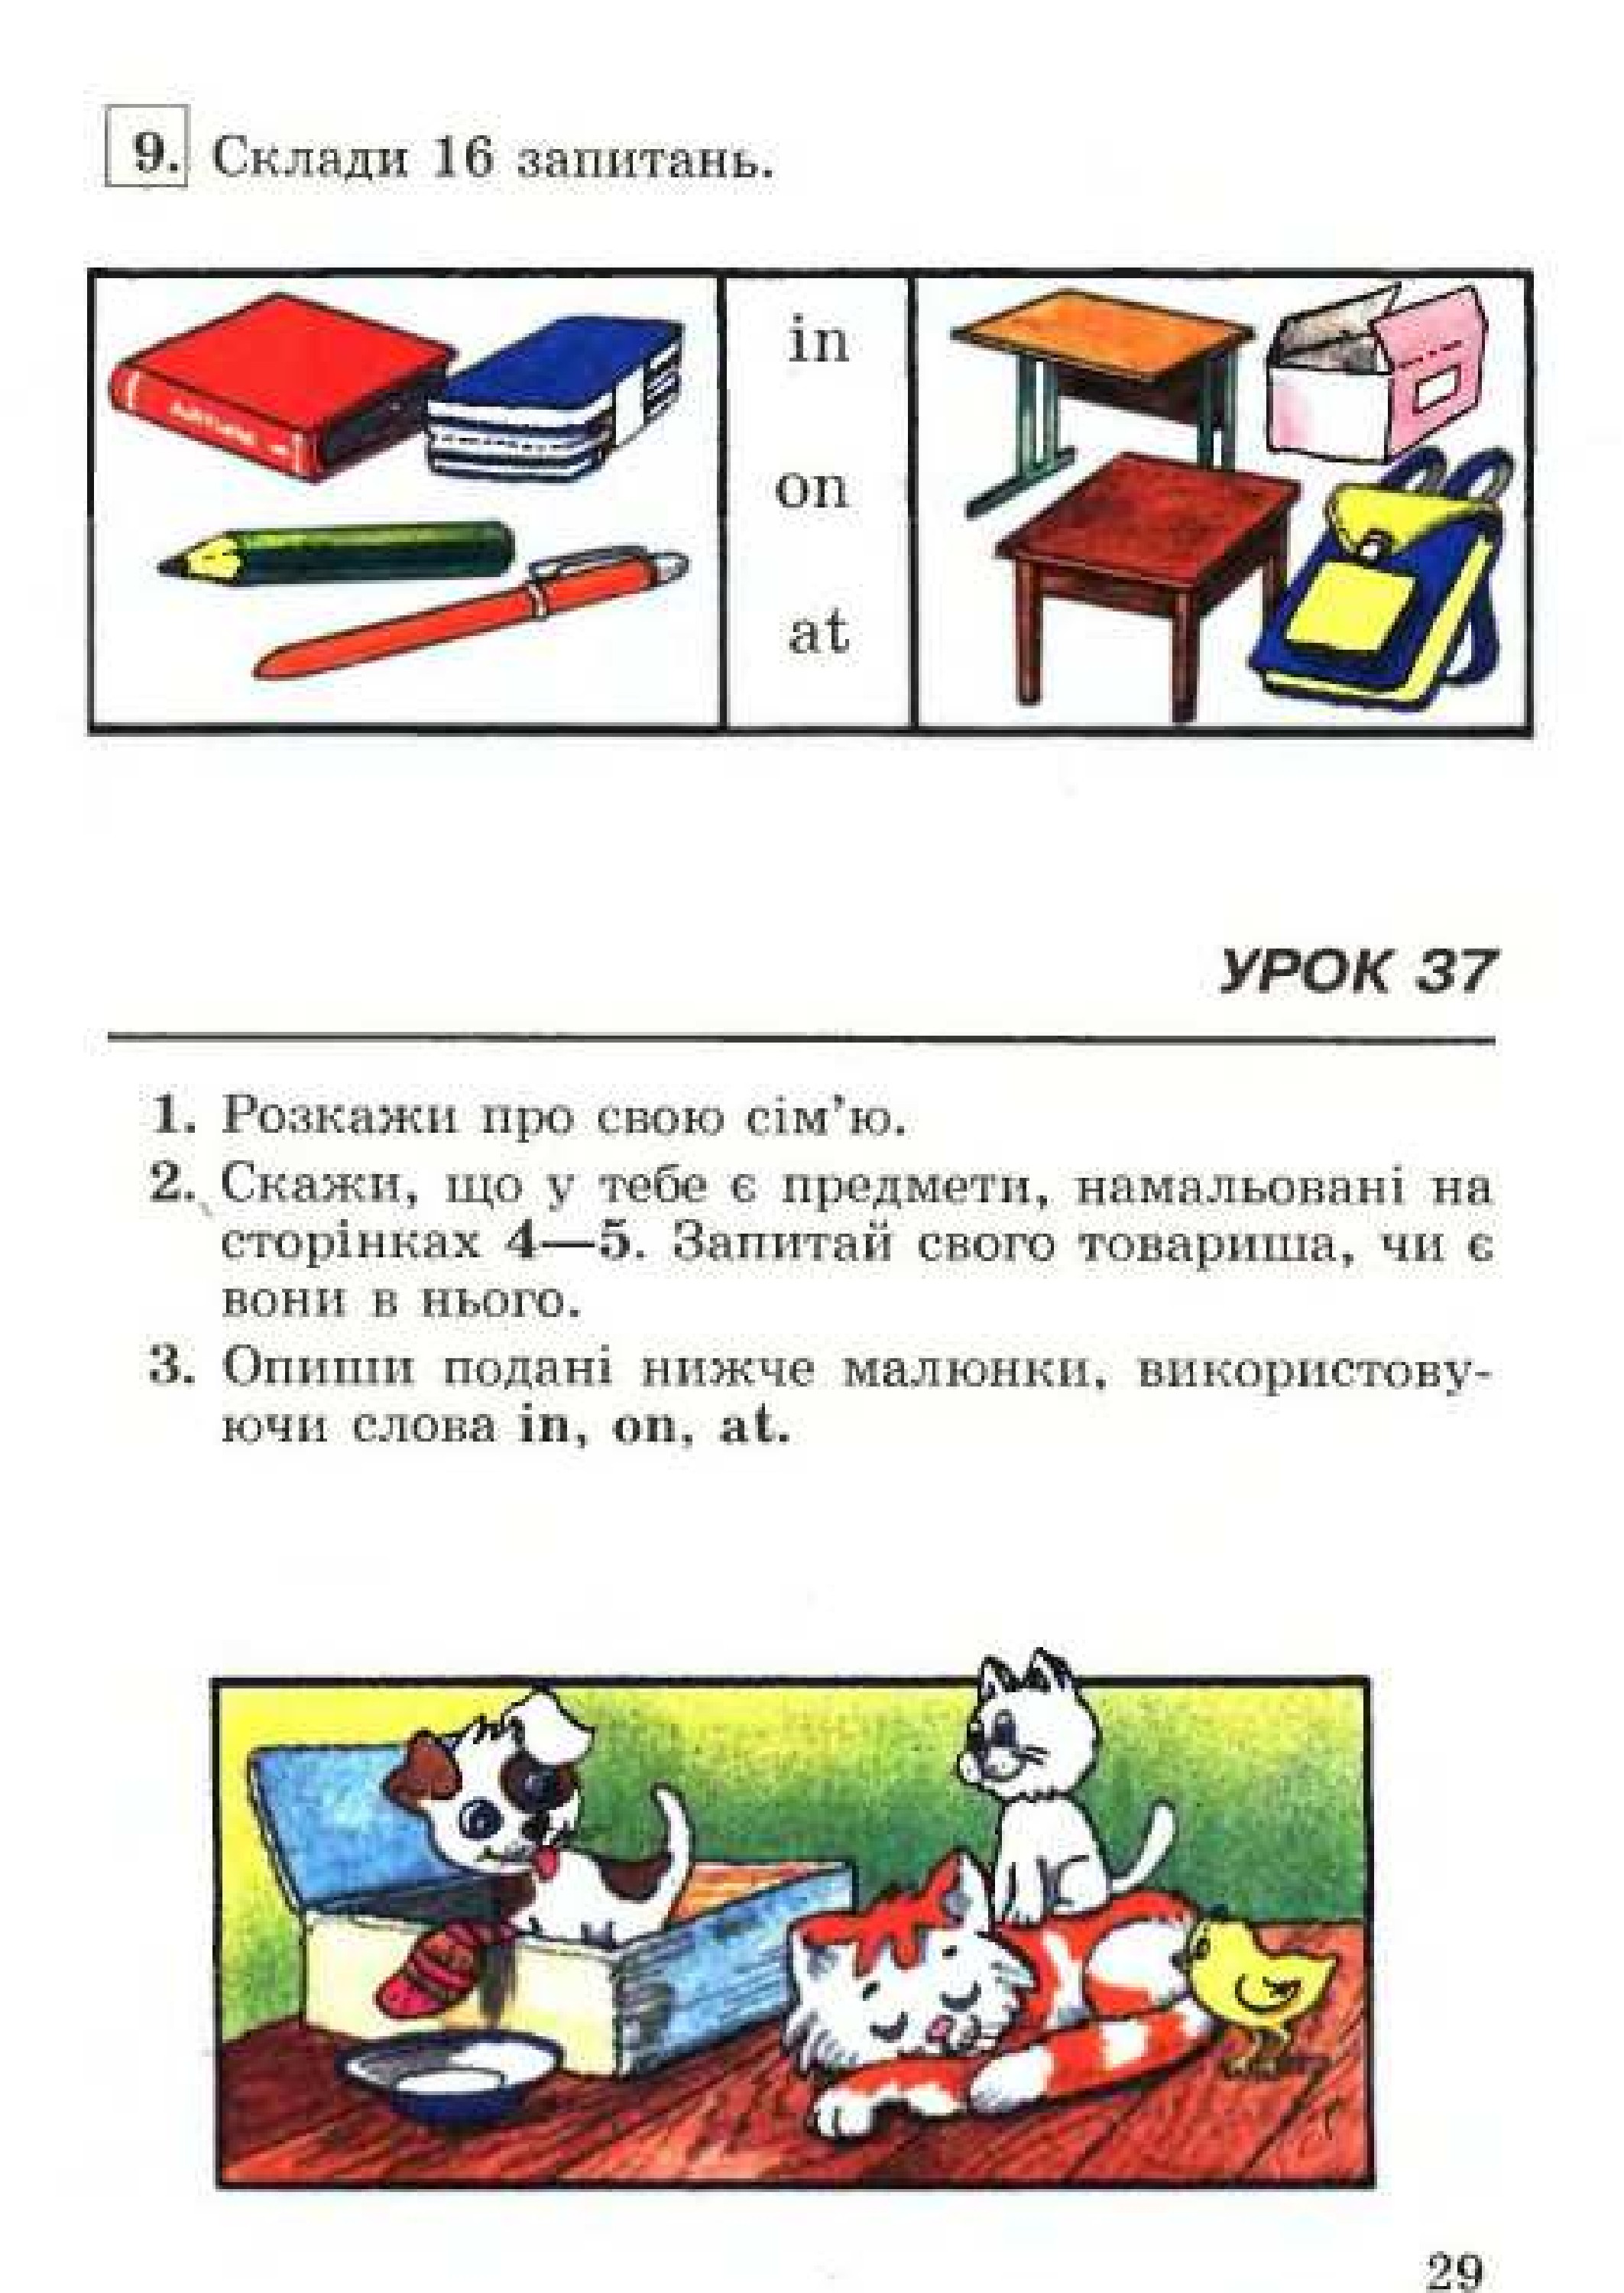 9. Склади 16 запитань.
in
on
at
УРОК 37
1. Розкажи про свою сім’ю.
2. Скажи, що у тебе є предмети, намальовані на
сторінках 4—5. Запитай свого товариша, чи є
вони в нього.
3. Опиши подані нижче малюнки, використову-
ючи слова in, on, at.
29